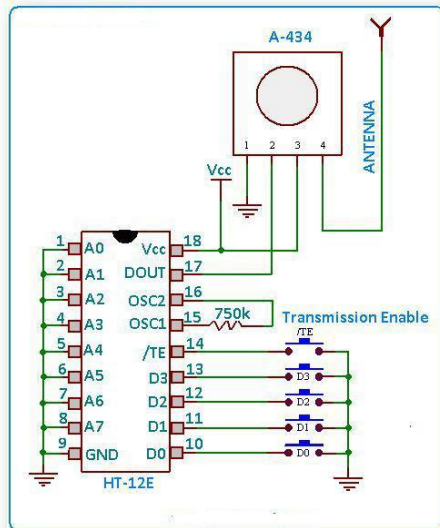 A-434
1 2 3 4
ANTENNA
Vcc
1 A0 Vcc 18
2 A1 DOUT 17
3 A2 OSC2 16
750k
4 A3 OSC1 15
Transmission Enable
/TE
5 A4 /TE 14
6 A5 D3 13 D3
7 A6 D2 12 D2
8 A7 D1 11 D1
9 GND D0 10 D0
HT-12E